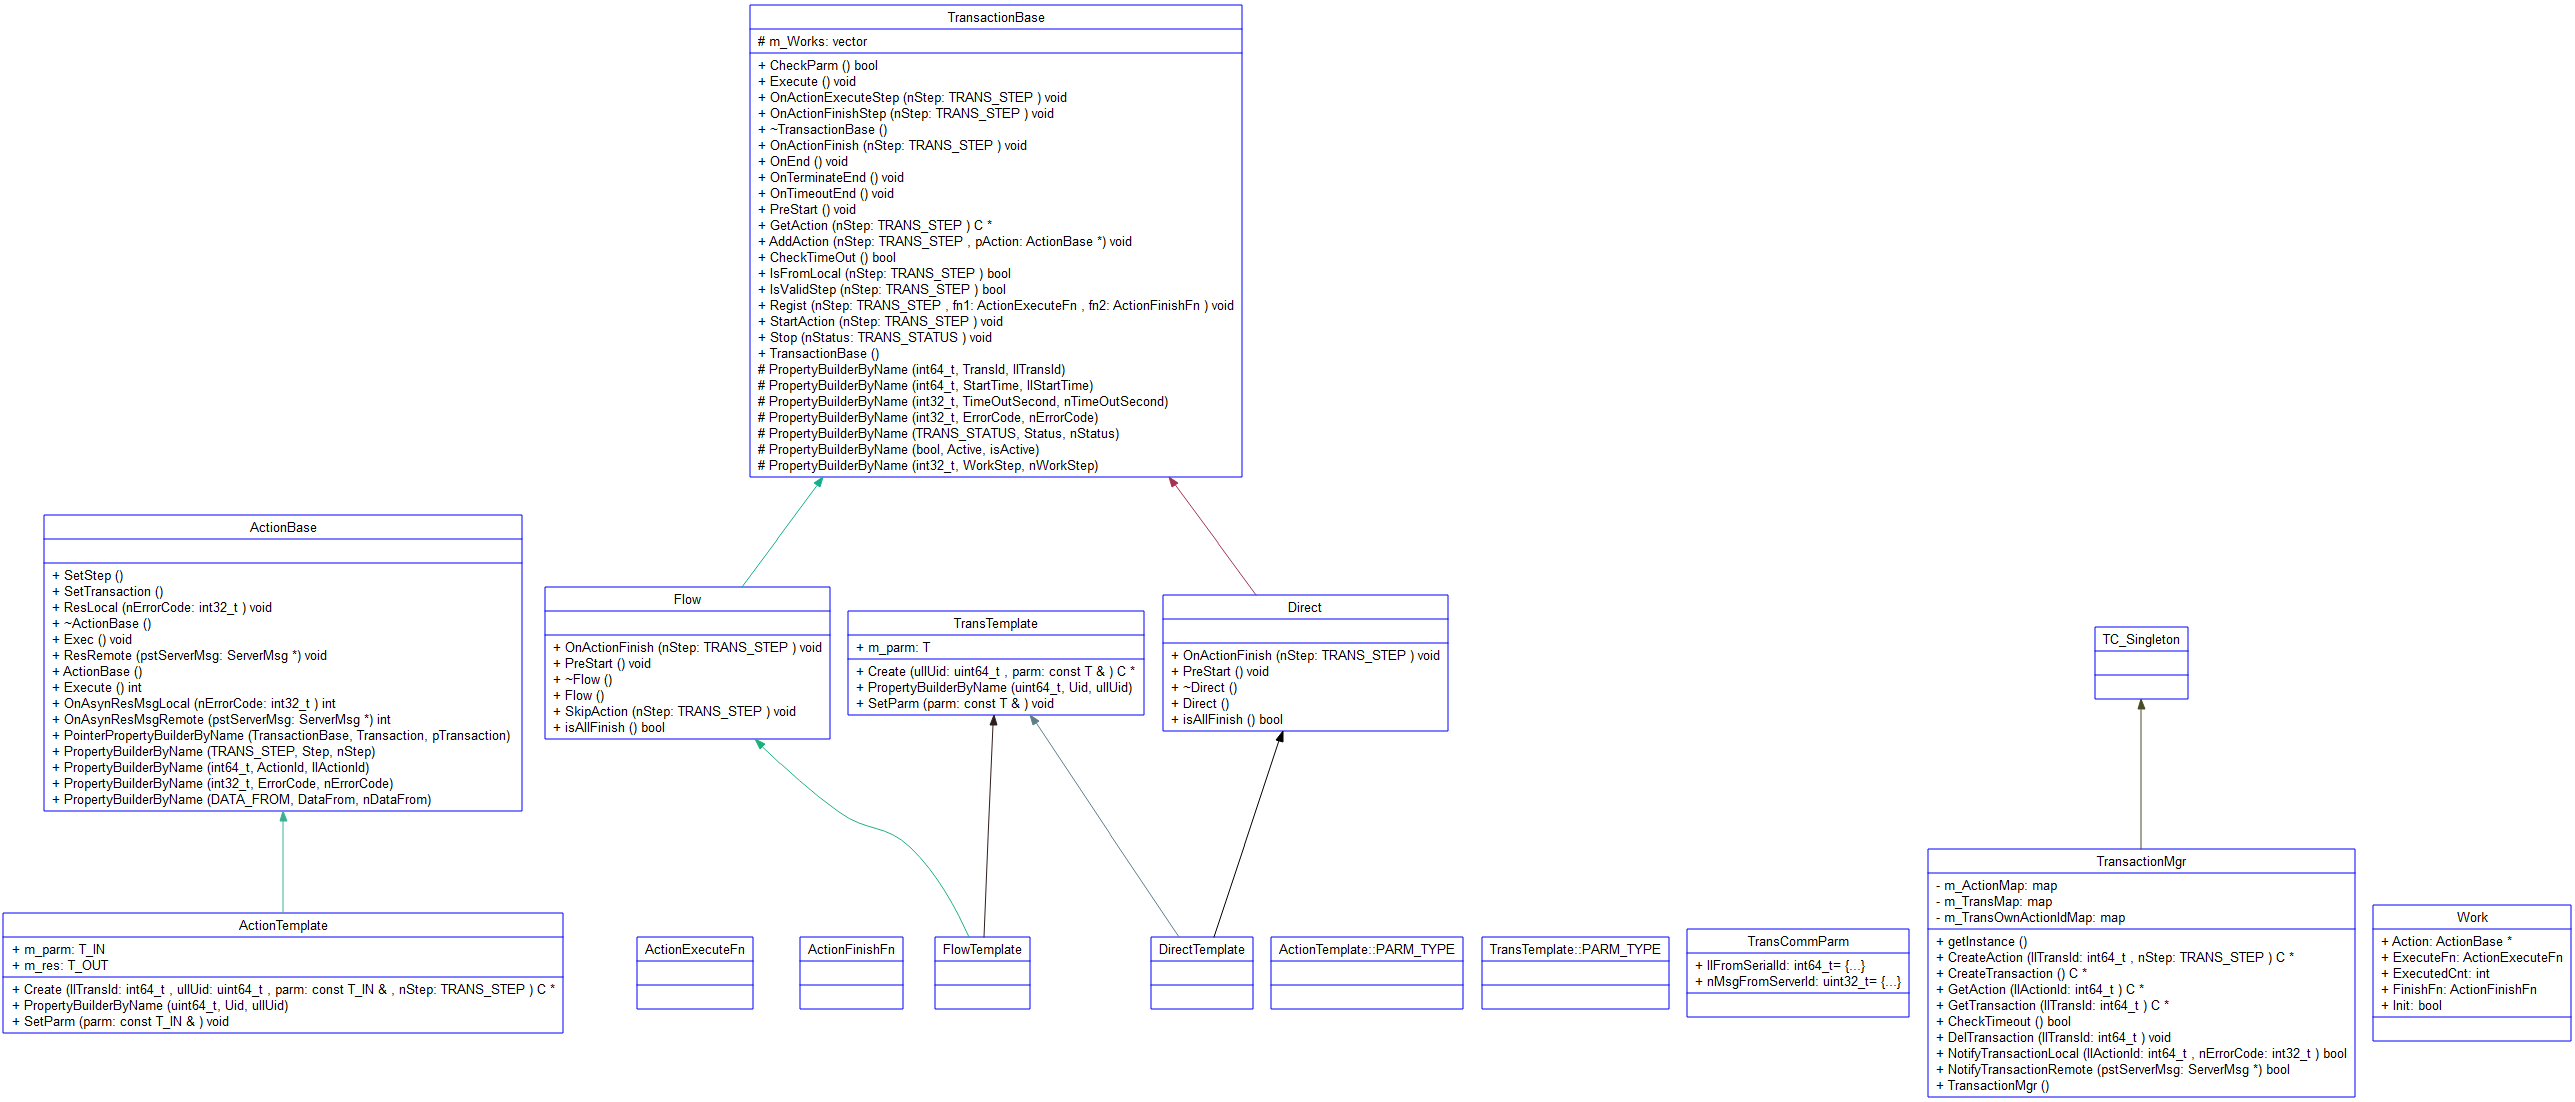 TransactionBase
# m_Works: vector
+ CheckParm () bool
+ Execute () void
+ OnActionExecuteStep (nStep: TRANS_STEP ) void
+ OnActionFinishStep (nStep: TRANS_STEP ) void
+ ~TransactionBase ()
+ OnActionFinish (nStep: TRANS_STEP ) void
+ OnEnd () void
+ OnTerminateEnd () void
+ OnTimeoutEnd () void
+ PreStart () void
+ GetAction (nStep: TRANS_STEP ) C *
+ AddAction (nStep: TRANS_STEP , pAction: ActionBase *) void
+ CheckTimeOut () bool
+ IsFromLocal (nStep: TRANS_STEP ) bool
+ IsValidStep (nStep: TRANS_STEP ) bool
+ Regist (nStep: TRANS_STEP , fn1: ActionExecuteFn , fn2: ActionFinishFn ) void
+ StartAction (nStep: TRANS_STEP ) void
+ Stop (nStatus: TRANS_STATUS ) void
+ TransactionBase ()
# PropertyBuilderByName (int64_t, TransId, llTransId)
# PropertyBuilderByName (int64_t, StartTime, llStartTime)
# PropertyBuilderByName (int32_t, TimeOutSecond, nTimeOutSecond)
# PropertyBuilderByName (int32_t, ErrorCode, nErrorCode)
# PropertyBuilderByName (TRANS_STATUS, Status, nStatus)
# PropertyBuilderByName (bool, Active, isActive)
# PropertyBuilderByName (int32_t, WorkStep, nWorkStep)
ActionBase
+ SetStep ()
+ SetTransaction ()
+ ResLocal (nErrorCode: int32_t ) void
+ ~ActionBase ()
+ Exec () void
+ ResRemote (pstServerMsg: ServerMsg *) void
+ ActionBase ()
+ Execute () int
+ OnAsynResMsgLocal (nErrorCode: int32_t ) int
+ OnAsynResMsgRemote (pstServerMsg: ServerMsg *) int
+ PointerPropertyBuilderByName (TransactionBase, Transaction, pTransaction)
+ PropertyBuilderByName (TRANS_STEP, Step, nStep)
+ PropertyBuilderByName (int64_t, ActionId, llActionId)
+ PropertyBuilderByName (int32_t, ErrorCode, nErrorCode)
+ PropertyBuilderByName (DATA_FROM, DataFrom, nDataFrom)
Flow
+ OnActionFinish (nStep: TRANS_STEP ) void
+ PreStart () void
+ ~Flow ()
+ Flow ()
+ SkipAction (nStep: TRANS_STEP ) void
+ isAllFinish () bool
TransTemplate
+ m_parm: T
+ Create (ullUid: uint64_t , parm: const T & ) C *
+ PropertyBuilderByName (uint64_t, Uid, ullUid)
+ SetParm (parm: const T & ) void
Direct
+ OnActionFinish (nStep: TRANS_STEP ) void
+ PreStart () void
+ ~Direct ()
+ Direct ()
+ isAllFinish () bool
TC_Singleton
ActionTemplate
+ m_parm: T_IN
+ m_res: T_OUT
+ Create (llTransId: int64_t , ullUid: uint64_t , parm: const T_IN & , nStep: TRANS_STEP ) C *
+ PropertyBuilderByName (uint64_t, Uid, ullUid)
+ SetParm (parm: const T_IN & ) void
ActionExecuteFn
ActionFinishFn
FlowTemplate
DirectTemplate
ActionTemplate::PARM_TYPE
TransTemplate::PARM_TYPE
TransCommParm
+ llFromSerialId: int64_t= {...}
+ nMsgFromServerId: uint32_t= {...}
TransactionMgr
- m_ActionMap: map
- m_TransMap: map
- m_TransOwnActionIdMap: map
+ getInstance ()
+ CreateAction (llTransId: int64_t , nStep: TRANS_STEP ) C *
+ CreateTransaction () C *
+ GetAction (llActionId: int64_t ) C *
+ GetTransaction (llTransId: int64_t ) C *
+ CheckTimeout () bool
+ DelTransaction (llTransId: int64_t ) void
+ NotifyTransactionLocal (llActionId: int64_t , nErrorCode: int32_t ) bool
+ NotifyTransactionRemote (pstServerMsg: ServerMsg *) bool
+ TransactionMgr ()
Work
+ Action: ActionBase *
+ ExecuteFn: ActionExecuteFn
+ ExecutedCnt: int
+ FinishFn: ActionFinishFn
+ Init: bool